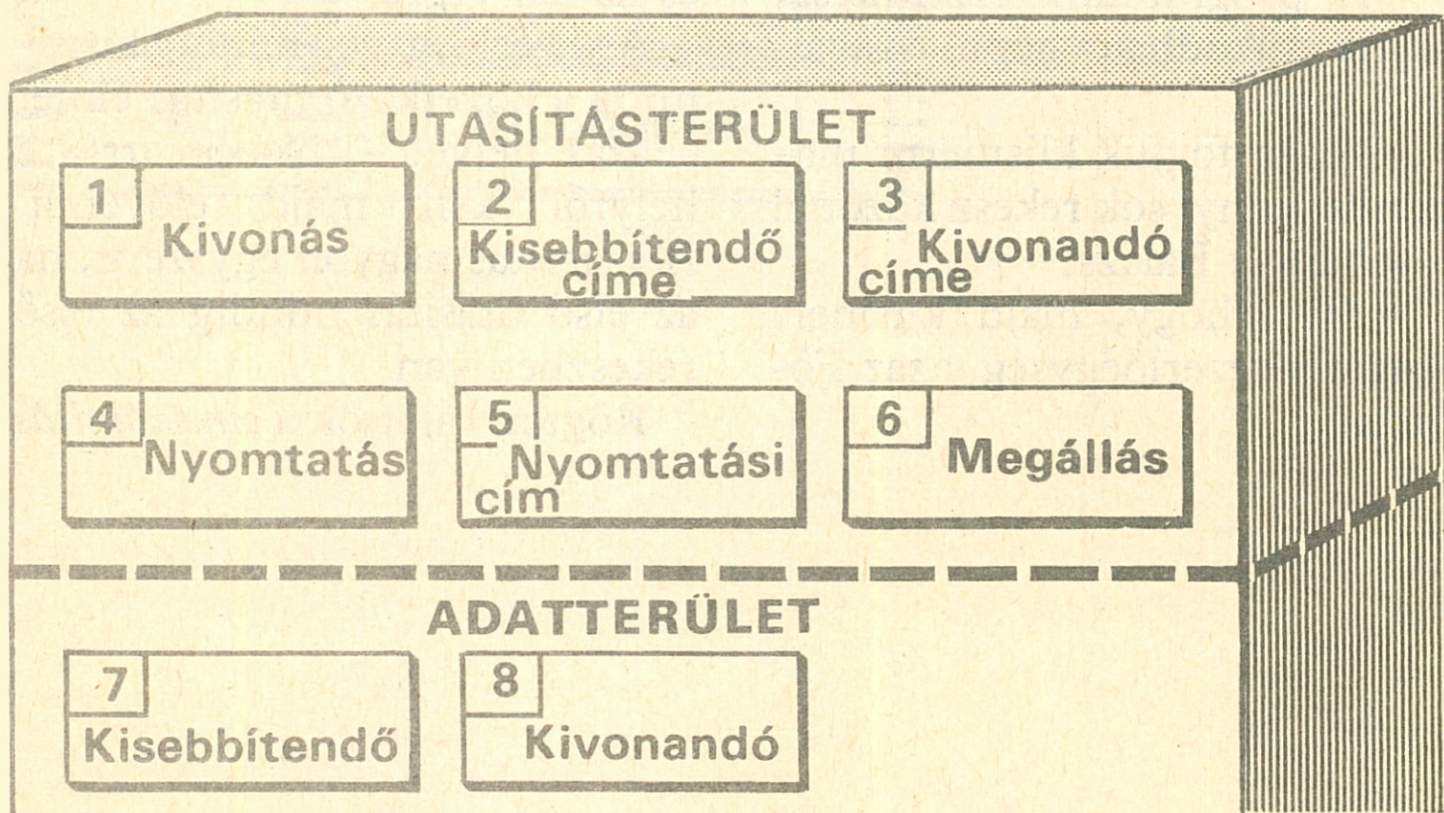 UTASÍTÁSTERÜLET
1
Kivonás
2
Kisebbítendő
címe
3
Kivonandó
címe
4
Nyomtatás
5
Nyomtatási
cím
6
Megállás
ADATTERÜLET
7
Kisebbítendő
8
Kivonandó